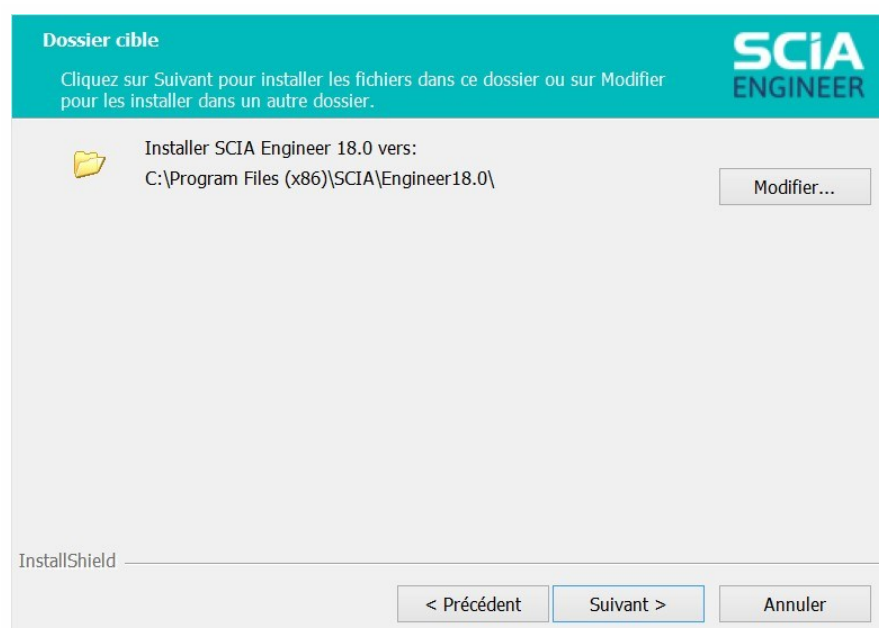 Dossier cible
Cliquez sur Suivant pour installer les fichiers dans ce dossier ou sur Modifier
pour les installer dans un autre dossier.
SCiA
ENGINEER
Installer SCIA Engineer 18.0 vers:
C:\Program Files (x86)\SCIA\Engineer18.0\
Modifier...
InstallShield
< Précédent
Suivant >
Annuler